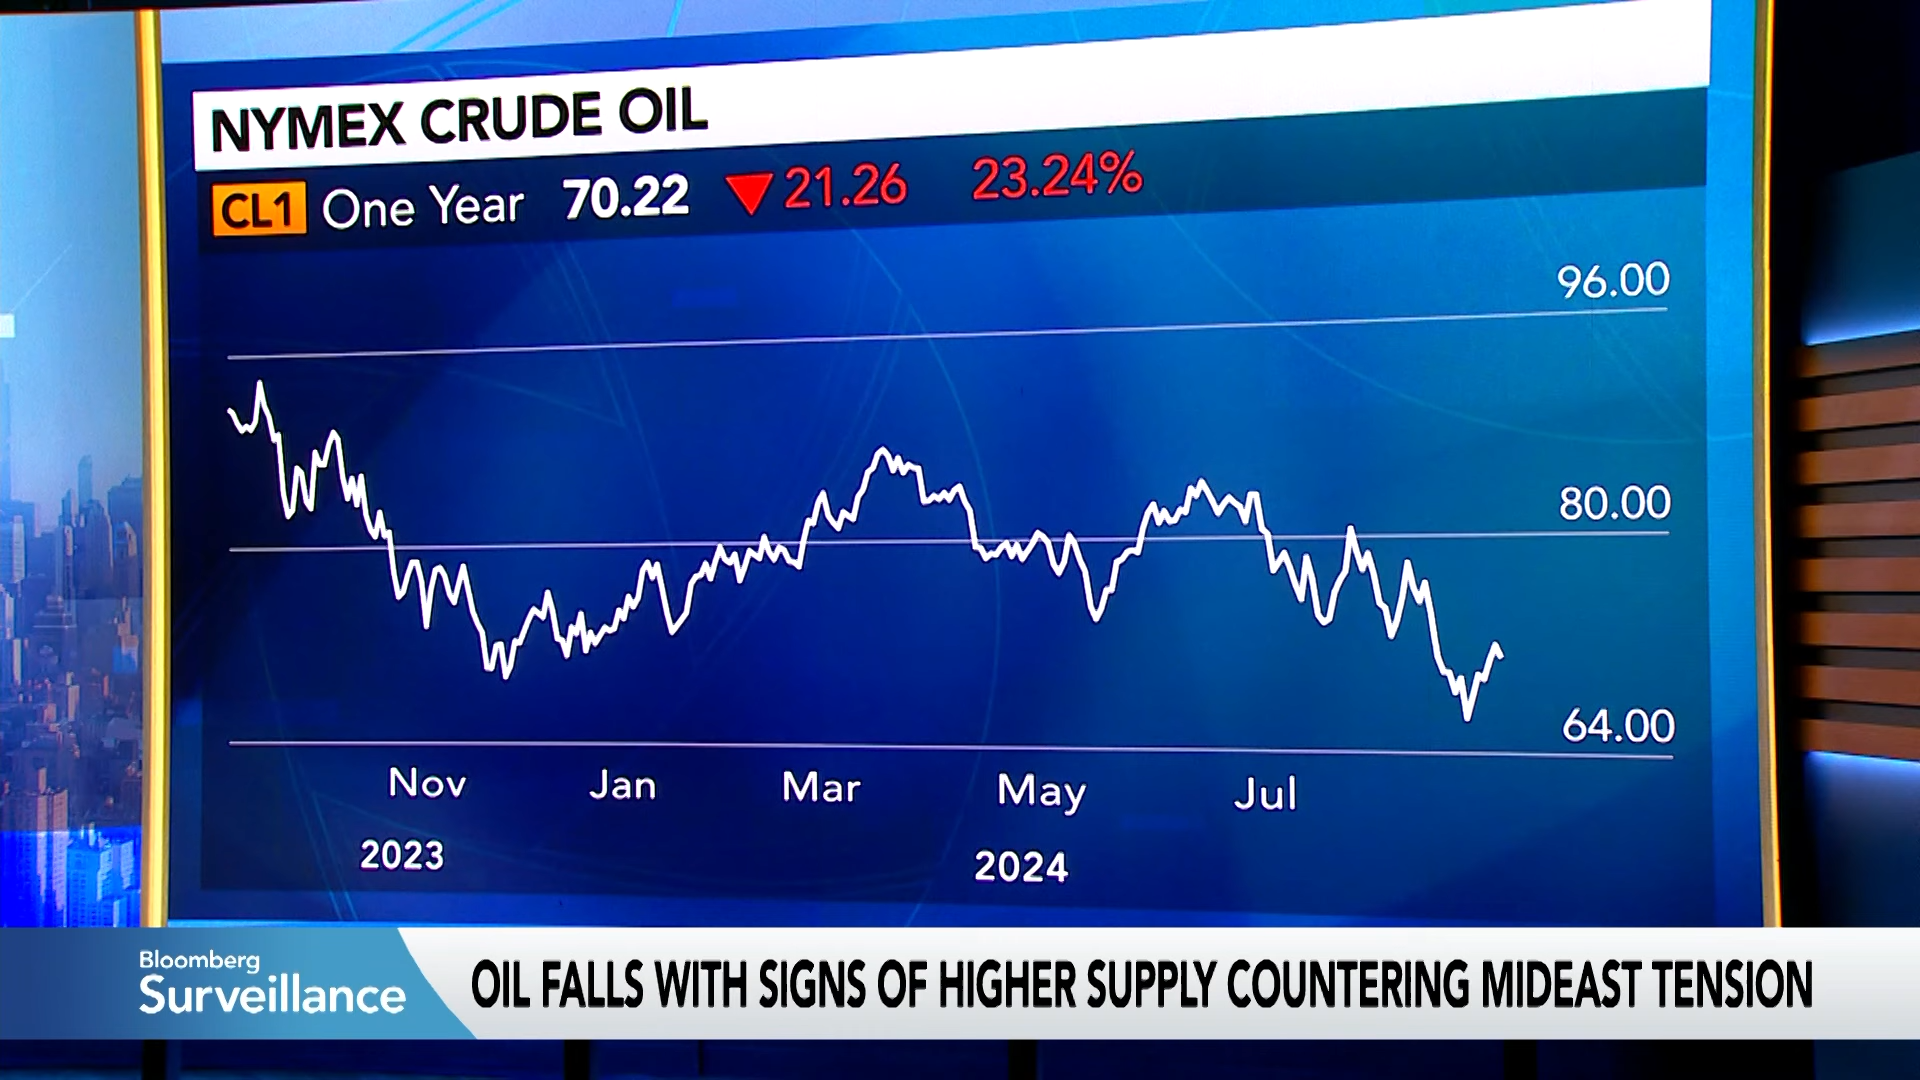 NYMEX CRUDE OIL
CL1 One Year 70.22 ▼21.26 23.24%
96.00
80.00
64.00
Nov Jan Mar May Jul
2023 2024
Bloomberg
Surveillance
OIL FALLS WITH SIGNS OF HIGHER SUPPLY COUNTERING MIDEAST TENSION